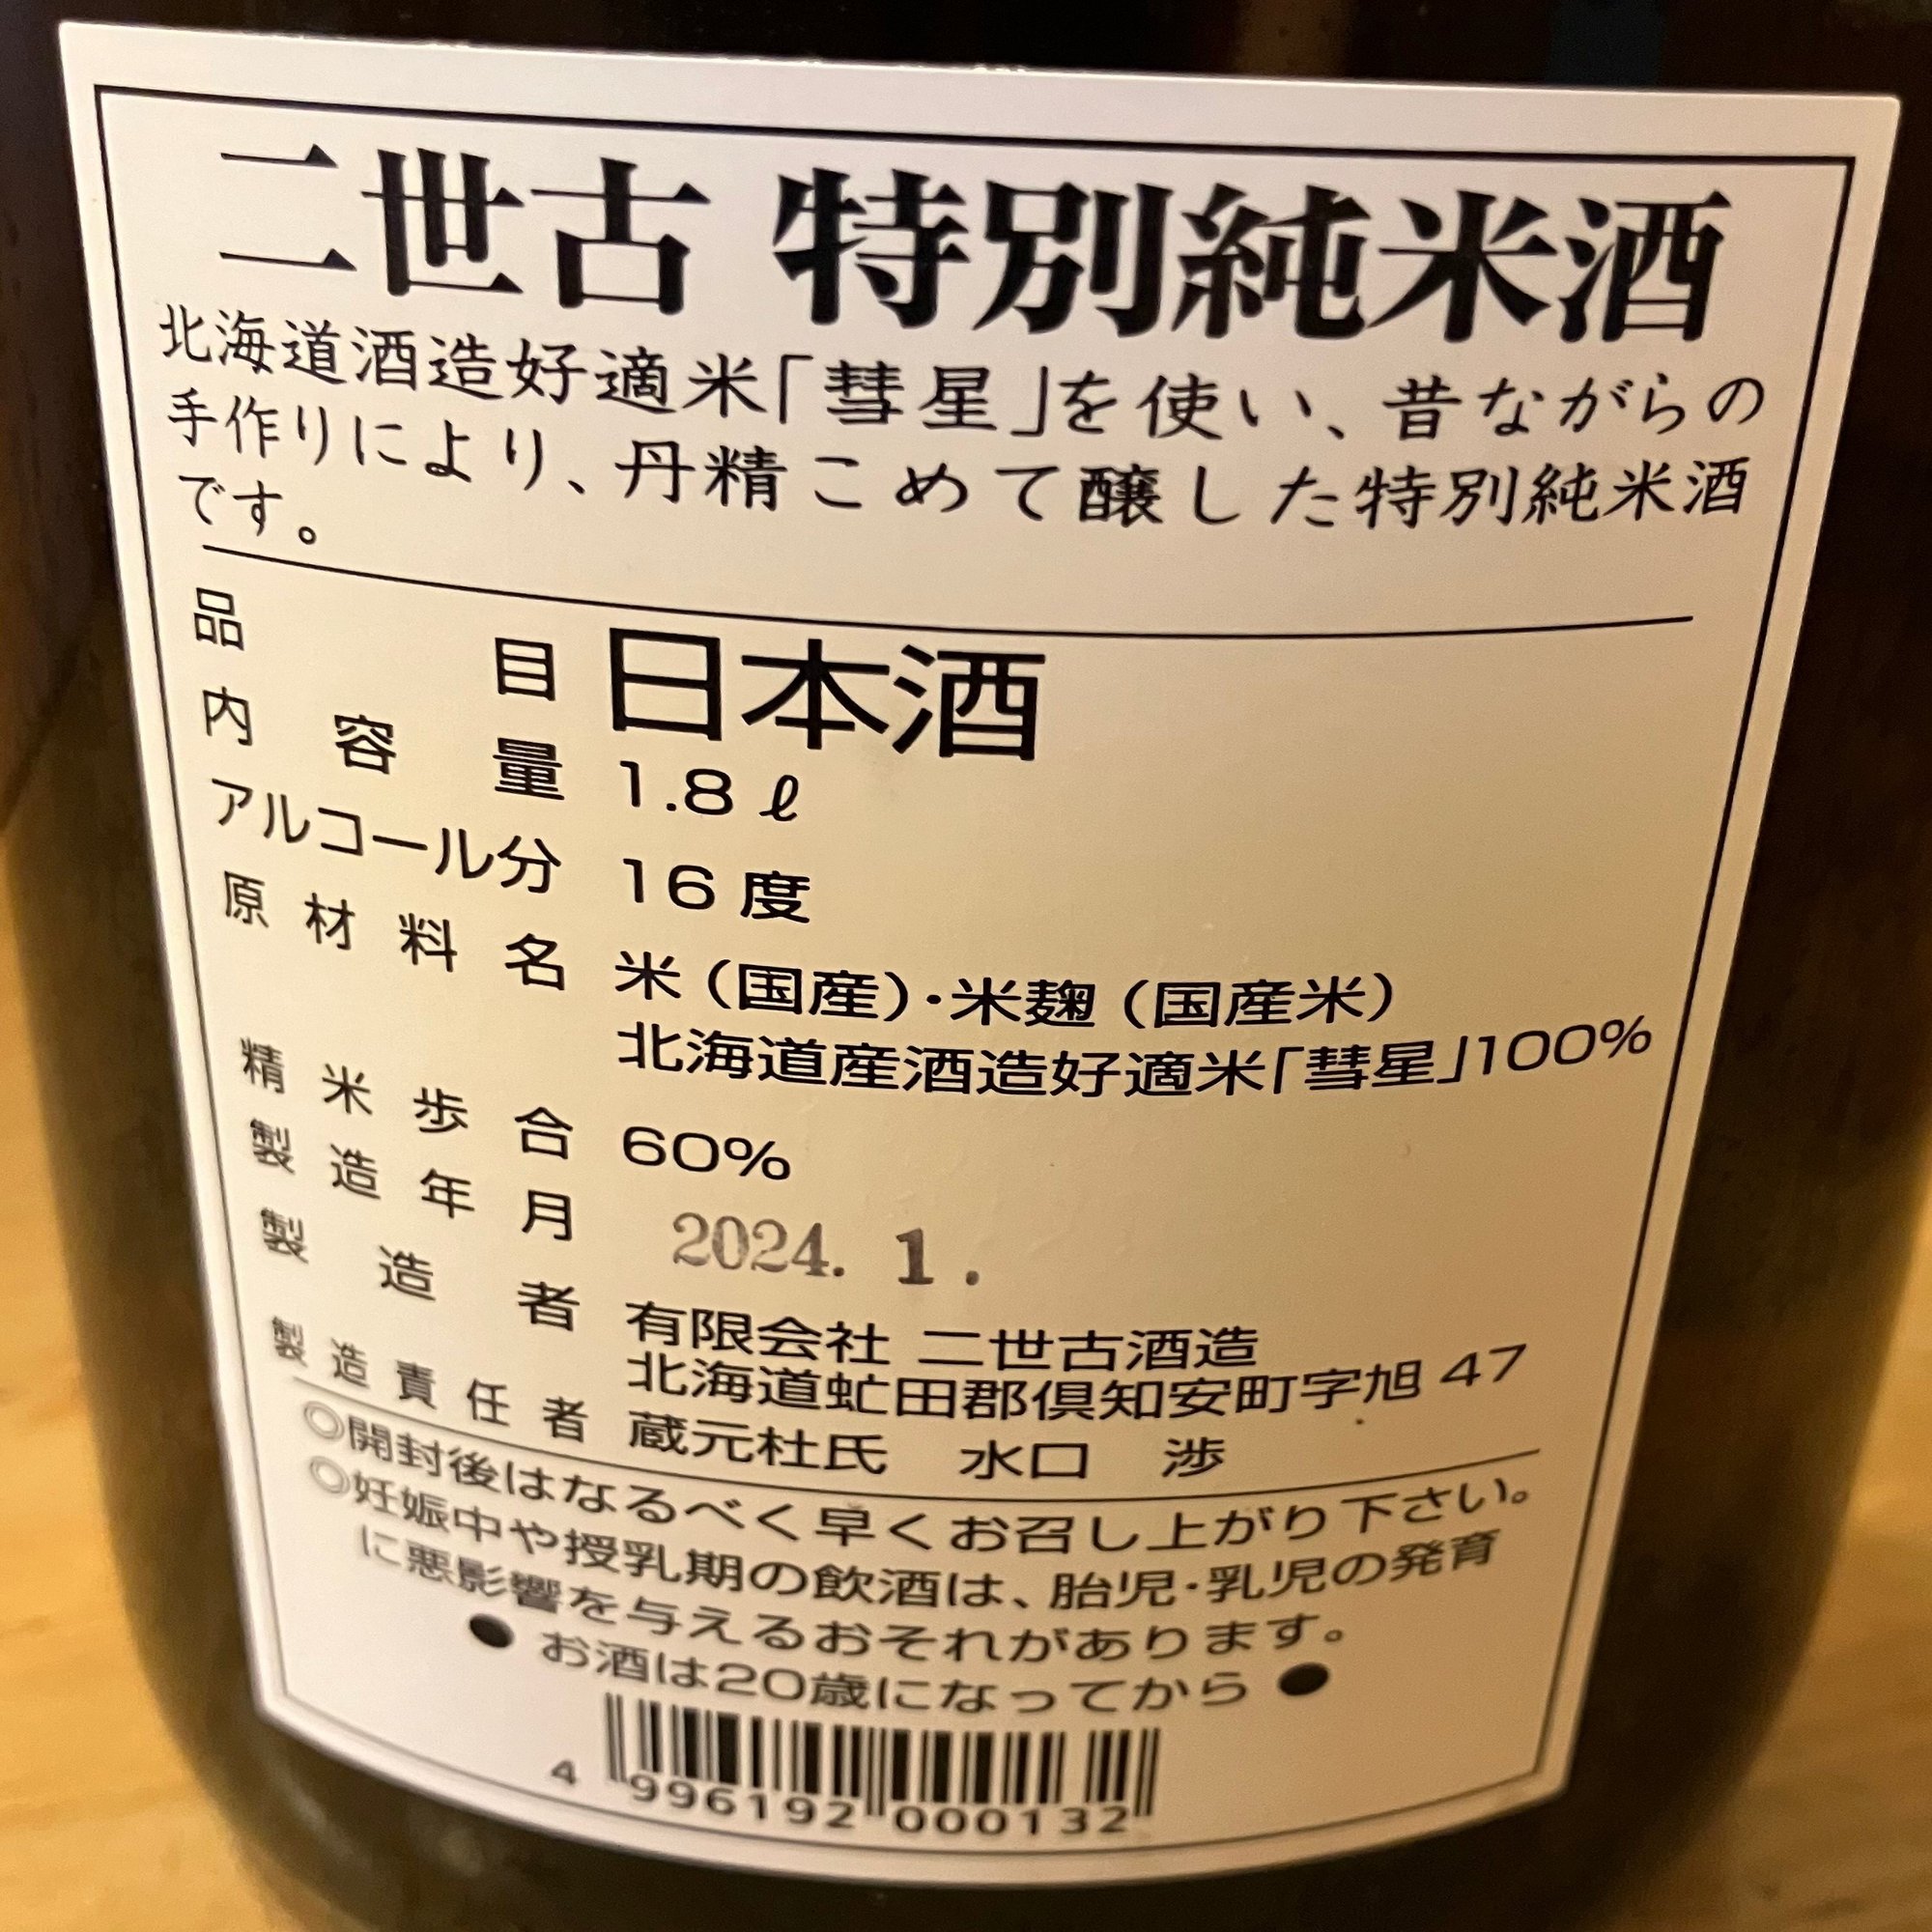 二世古 特別純米酒
北海道酒造好適米「彗星」を使い、昔ながらの
手作りにより、丹精こめて醸した特別純米酒
です。
品目 日本酒
内容量 1.8ℓ
アルコール分 16度
原材料名 米(国産)・米麹(国産米)
北海道産酒造好適米「彗星」100%
精米歩合 60%
製造年月 2024. 1.
製造者 有限会社 二世古酒造
北海道虻田郡倶知安町字旭47
製造責任者 蔵元杜氏 水口 渉
◎開封後はなるべく早くお召し上がり下さい。
◎妊娠中や授乳期の飲酒は、胎児・乳児の発育
に悪影響を与えるおそれがあります。
● お酒は20歳になってから ●
4 996192 000132